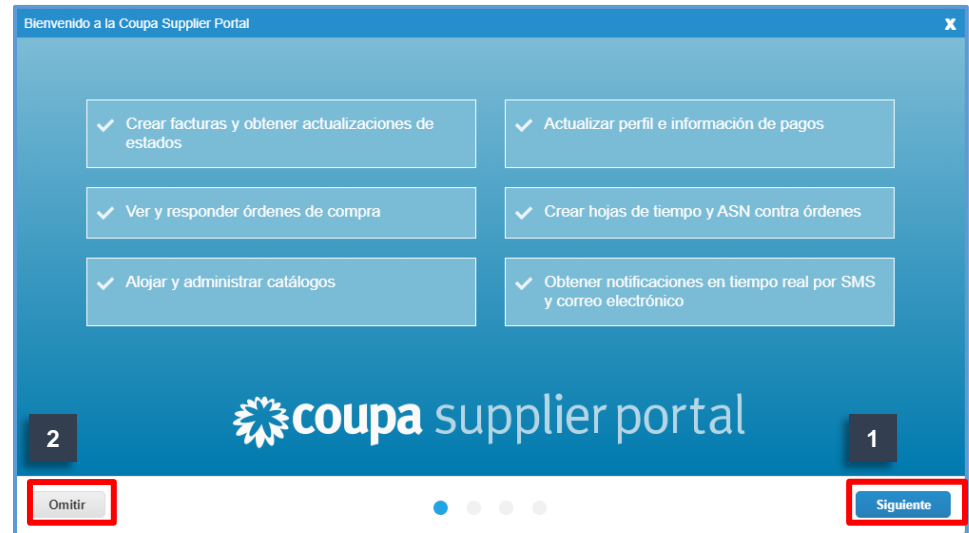 Bienvenido a la Coupa Supplier Portal
X
Crear facturas y obtener actualizaciones de
estados
Actualizar perfil e información de pagos
Ver y responder órdenes de compra
Crear hojas de tiempo y ASN contra órdenes
Alojar y administrar catálogos
Obtener notificaciones en tiempo real por SMS
y correo electrónico
coupa supplier portal
2
1
Omitir
Siguiente